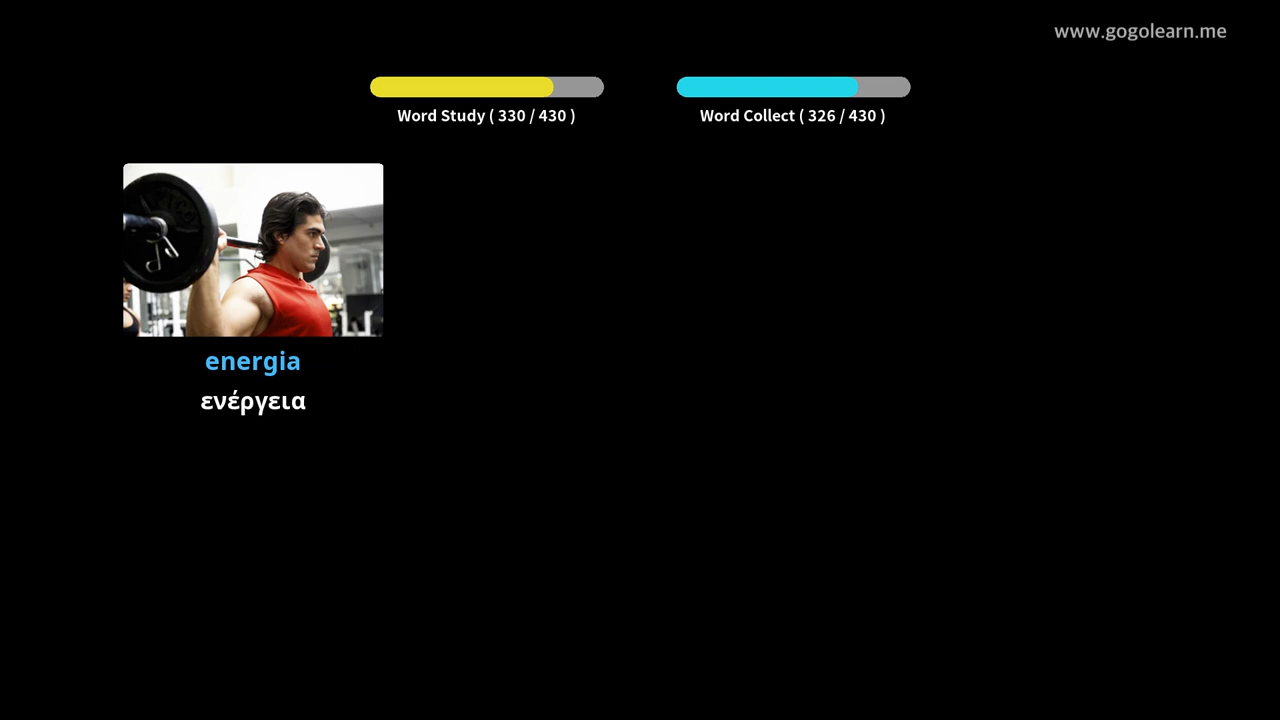 www.gogolearn.me
Word Study ( 330 / 430 )
Word Collect ( 326 / 430 )
energia
ενέργεια